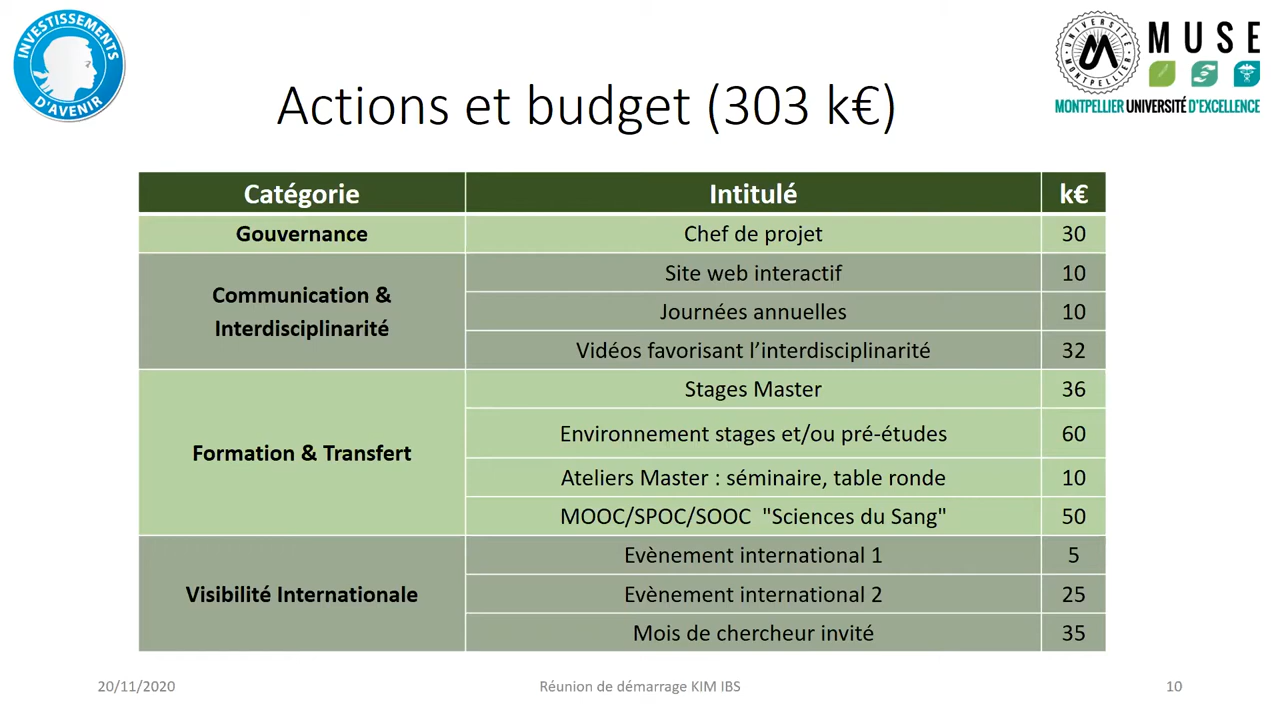 INVESTISSEMENTS
D'AVENIR
UNIVERSITÉ
MONTPELLIER
MUSE
MONTPELLIER UNIVERSITÉ D'EXCELLENCE
Actions et budget (303 k€)
Catégorie Intitulé k€
Gouvernance Chef de projet 30
Communication &
Interdisciplinarité
Site web interactif 10
Journées annuelles 10
Vidéos favorisant l’interdisciplinarité 32
Formation & Transfert
Stages Master 36
Environnement stages et/ou pré-études 60
Ateliers Master : séminaire, table ronde 10
MOOC/SPOC/SOOC "Sciences du Sang" 50
Visibilité Internationale
Evènement international 1 5
Evènement international 2 25
Mois de chercheur invité 35
20/11/2020 Réunion de démarrage KIM IBS 10